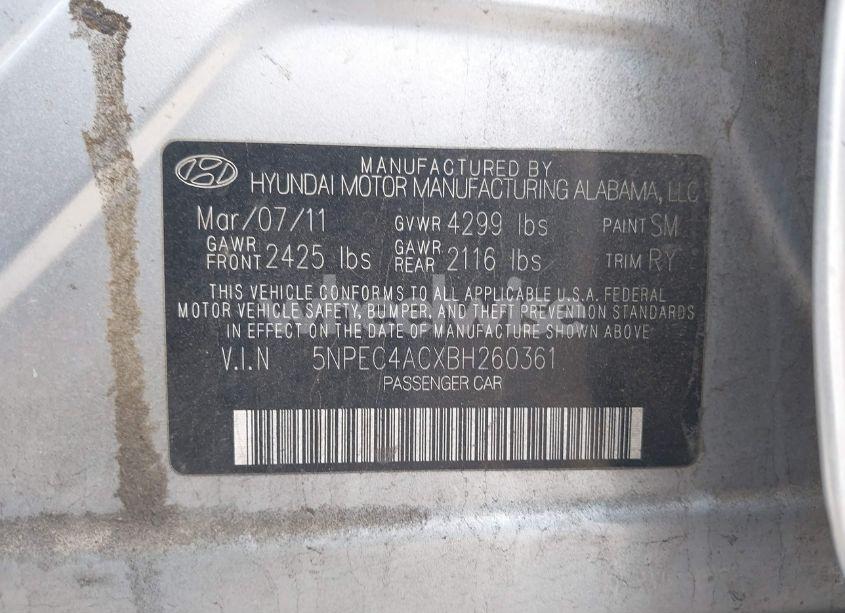 MANUFACTURED BY
HYUNDAI MOTOR MANUFACTURING ALABAMA, LLC
Mar/07/11 GVWR 4299 lbs PAINT SM
GAWR FRONT 2425 lbs GAWR REAR 2116 lbs TRIM RY
THIS VEHICLE CONFORMS TO ALL APPLICABLE U.S.A. FEDERAL
MOTOR VEHICLE SAFETY, BUMPER, AND THEFT PREVENTION STANDARDS
IN EFFECT ON THE DATE OF MANUFACTURE SHOWN ABOVE.
V.I.N 5NPEC4ACXBH260361
PASSENGER CAR